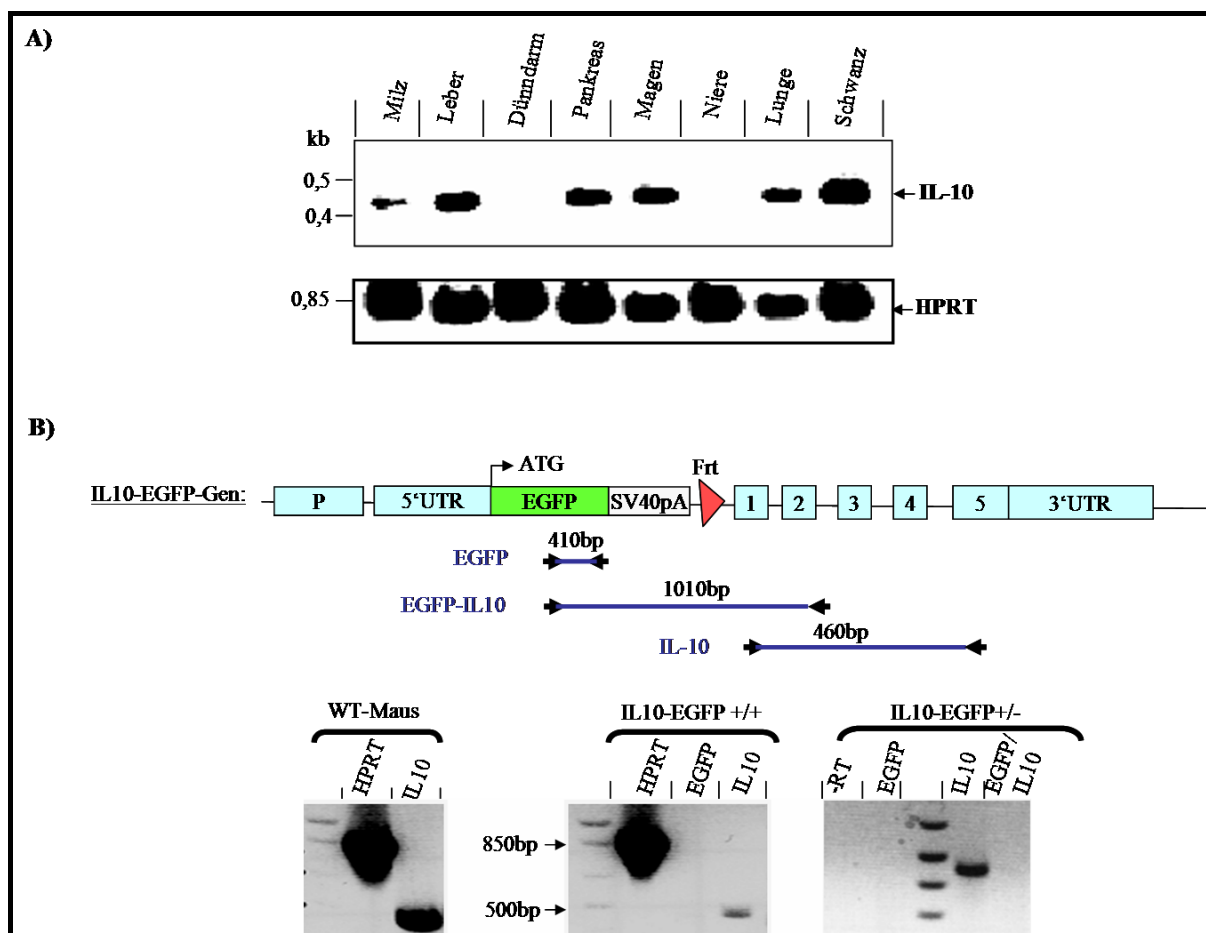 A)
Milz Leber Dünndarm Pankreas Magen Niere Lunge Schwanz
kb
0,5
IL-10
0,4
0,85
HPRT
B)
ATG
Frt
IL10-EGFP-Gen:
P 5‘UTR EGFP SV40pA 1 2 3 4 5 3‘UTR
410bp
EGFP
1010bp
EGFP-IL10
460bp
IL-10
WT-Maus IL10-EGFP +/+ IL10-EGFP+/-
HPRT IL10 HPRT EGFP IL10 -RT EGFP IL10 EGFP/ IL10
850bp
500bp